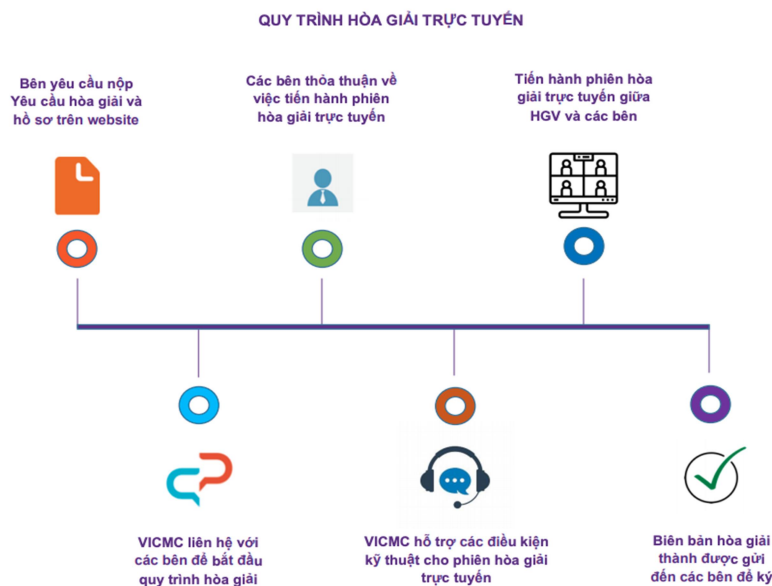 QUY TRÌNH HÒA GIẢI TRỰC TUYẾN
Bên yêu cầu nộp
Yêu cầu hòa giải và
hồ sơ trên website
Các bên thỏa thuận về
việc tiến hành phiên
hòa giải trực tuyến
Tiến hành phiên hòa
giải trực tuyến giữa
HGV và các bên
VICMC liên hệ với
các bên để bắt đầu
quy trình hòa giải
VICMC hỗ trợ các điều kiện
kỹ thuật cho phiên hòa giải
trực tuyến
Biên bản hòa giải
thành được gửi
đến các bên để ký